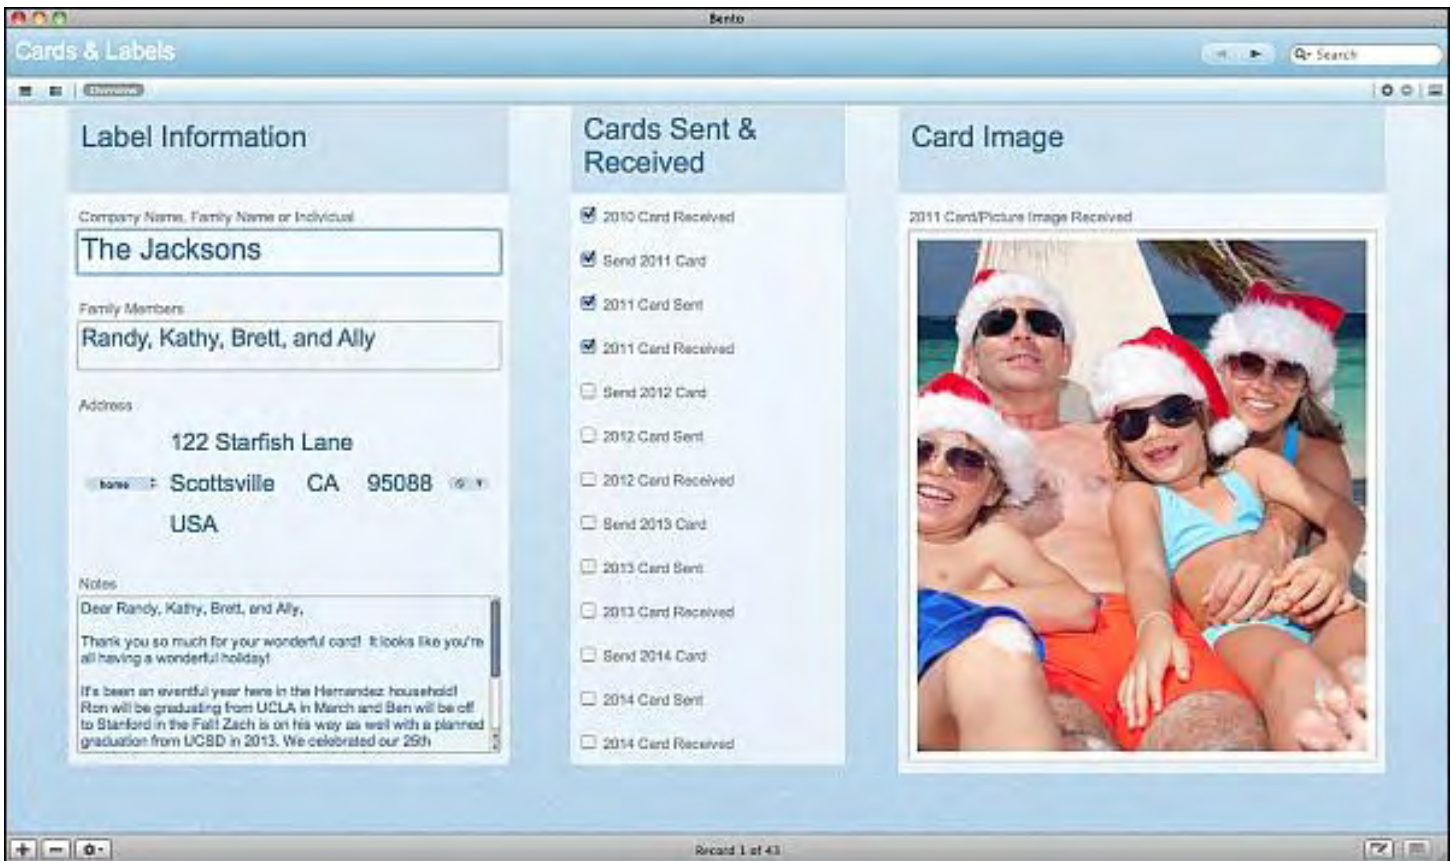 Bento
Cards & Labels
Search
Overview
Label Information
Company Name, Family Name or Individual
The Jacksons
Family Members
Randy, Kathy, Brett, and Ally
Address
122 Starfish Lane
home Scottsville CA 95088
USA
Notes
Dear Randy, Kathy, Brett, and Ally,
Thank you so much for your wonderful card! It looks like you're
all having a wonderful holiday!
It's been an eventful year here in the Hernandez household!
Ron will be graduating from UCLA in March and Ben will be off
to Stanford in the Fall! Zach is on his way as well with a planned
graduation from UCSD in 2013. We celebrated our 25th
Cards Sent &
Received
2010 Card Received
Send 2011 Card
2011 Card Sent
2011 Card Received
Send 2012 Card
2012 Card Sent
2012 Card Received
Send 2013 Card
2013 Card Sent
2013 Card Received
Send 2014 Card
2014 Card Sent
2014 Card Received
Card Image
2011 Card/Picture Image Received
Record 1 of 43